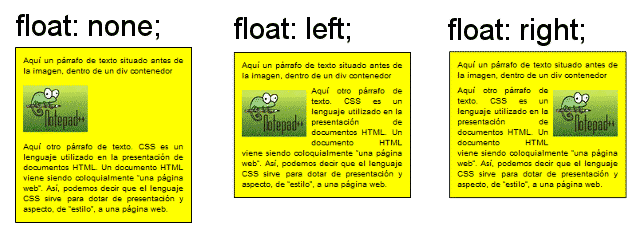 float: none;
Aquí un párrafo de texto situado antes de
la imagen, dentro de un div contenedor
Notepad++
Aquí otro párrafo de texto. CSS es un
lenguaje utilizado en la presentación de
documentos HTML. Un documento HTML
viene siendo coloquialmente "una página
web". Así, podemos decir que el lenguaje
CSS sirve para dotar de presentación y
aspecto, de "estilo", a una página web.
float: left;
Aquí un párrafo de texto situado antes de
la imagen, dentro de un div contenedor
Notepad++
Aquí otro párrafo de
texto. CSS es un
lenguaje utilizado en la
presentación de
documentos HTML. Un
documento HTML
viene siendo coloquialmente "una página
web". Así, podemos decir que el lenguaje
CSS sirve para dotar de presentación y
aspecto, de "estilo", a una página web.
float: right;
Aquí un párrafo de texto situado antes de
la imagen, dentro de un div contenedor
Aquí otro párrafo de
texto. CSS es un
lenguaje utilizado en la
presentación de
documentos HTML. Un
documento HTML
Notepad++
viene siendo coloquialmente "una página
web". Así, podemos decir que el lenguaje
CSS sirve para dotar de presentación y
aspecto, de "estilo", a una página web.